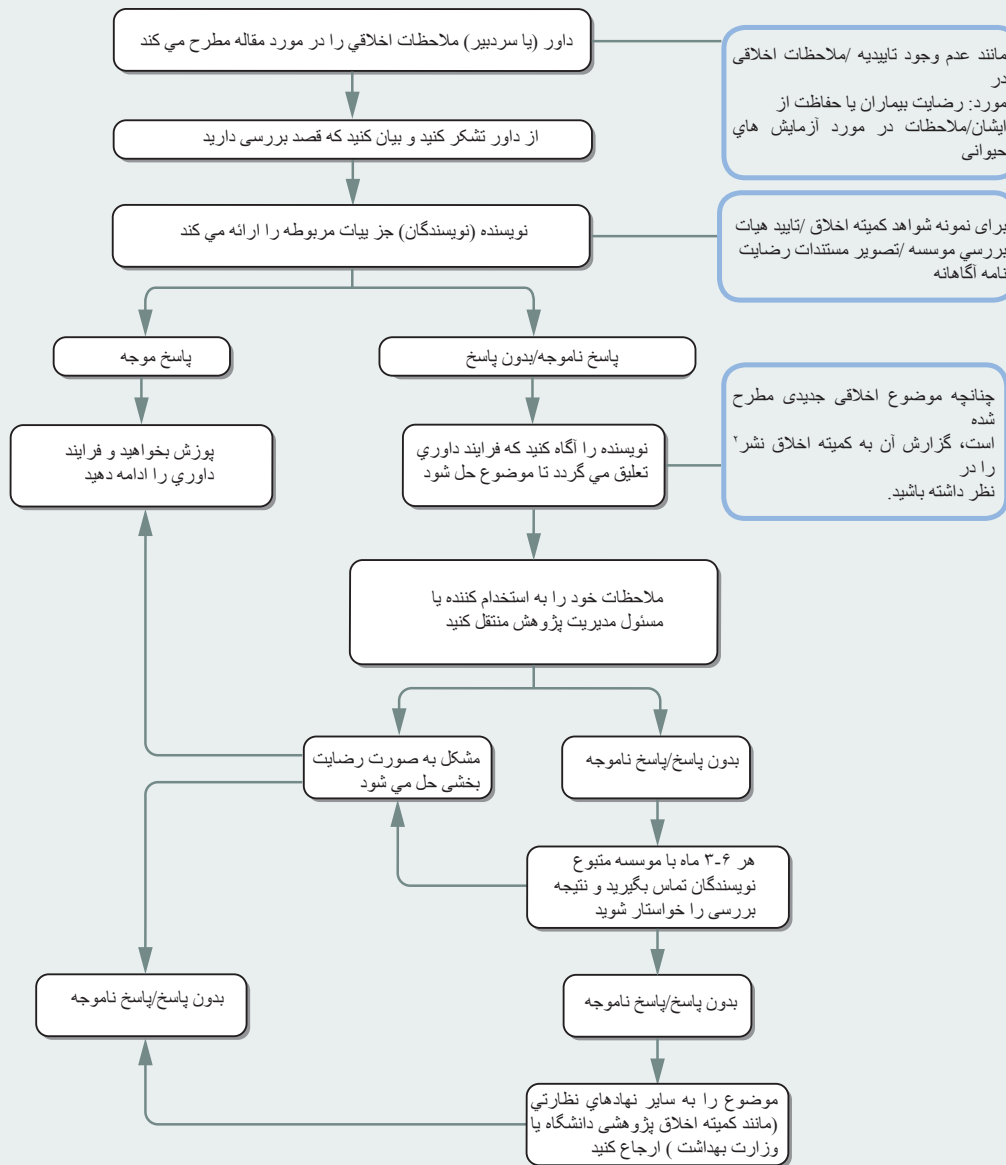 داور (یا سردبیر) ملاحظات اخلاقي را در مورد مقاله مطرح مي کند
مانند عدم وجود تاییدیه /ملاحظات اخلاقی
در
مورد: رضایت بیماران یا حفاظت از
ایشان/ملاحظات در مورد آزمایش هاي
حیوانی
از داور تشکر کنید و بیان کنید که قصد بررسی دارید
نویسنده (نویسندگان) جز ییات مربوطه را ارائه مي کند
برای نمونه شواهد کمیته اخلاق /تایید هیات
بررسي موسسه /تصویر مستندات رضایت
نامه آگاهانه
پاسخ ناموجه/بدون پاسخ
پاسخ موجه
چنانچه موضوع اخلاقی جدیدی مطرح
شده
است، گزارش آن به کمیته اخلاق نشر۲
را در
نظر داشته باشید.
نویسنده را آگاه کنید که فرایند داوري
تعلیق مي گردد تا موضوع حل شود
پوزش بخواهید و فرایند
داوري را ادامه دهید
ملاحظات خود را به استخدام کننده یا
مسئول مدیریت پژوهش منتقل کنید
بدون پاسخ/پاسخ ناموجه
مشکل به صورت رضایت
بخشی حل مي شود
هر ۶-۳ ماه با موسسه متبوع
نویسندگان تماس بگیرید و نتیجه
بررسی را خواستار شوید
بدون پاسخ/پاسخ ناموجه
بدون پاسخ/پاسخ ناموجه
موضوع را به سایر نهادهاي نظارتي
(مانند کمیته اخلاق پژوهشی دانشگاه یا
وزارت بهداشت ) ارجاع کنید